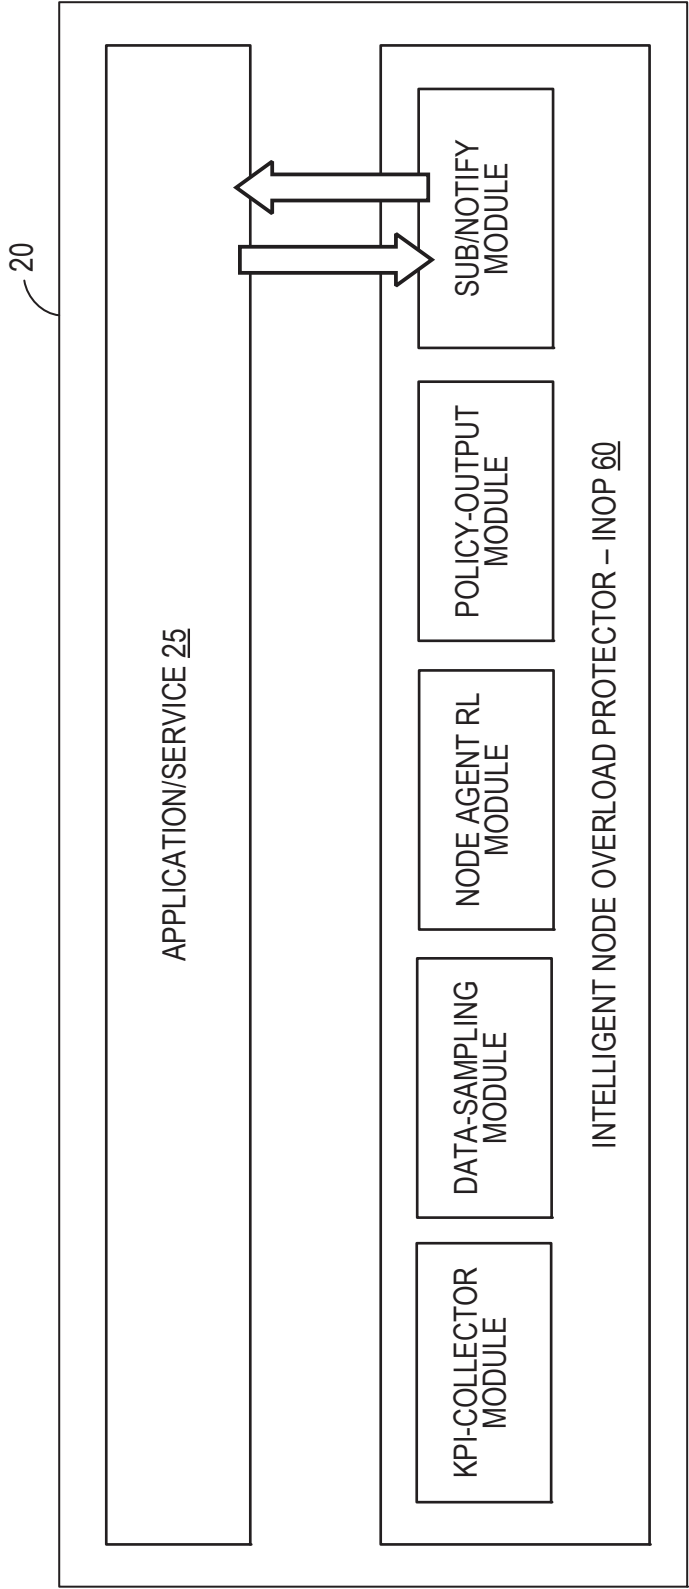 20
APPLICATION/SERVICE 25
KPI-COLLECTOR
MODULE
DATA-SAMPLING
MODULE
NODE AGENT RL
MODULE
POLICY-OUTPUT
MODULE
SUB/NOTIFY
MODULE
INTELLIGENT NODE OVERLOAD PROTECTOR – INOP 60